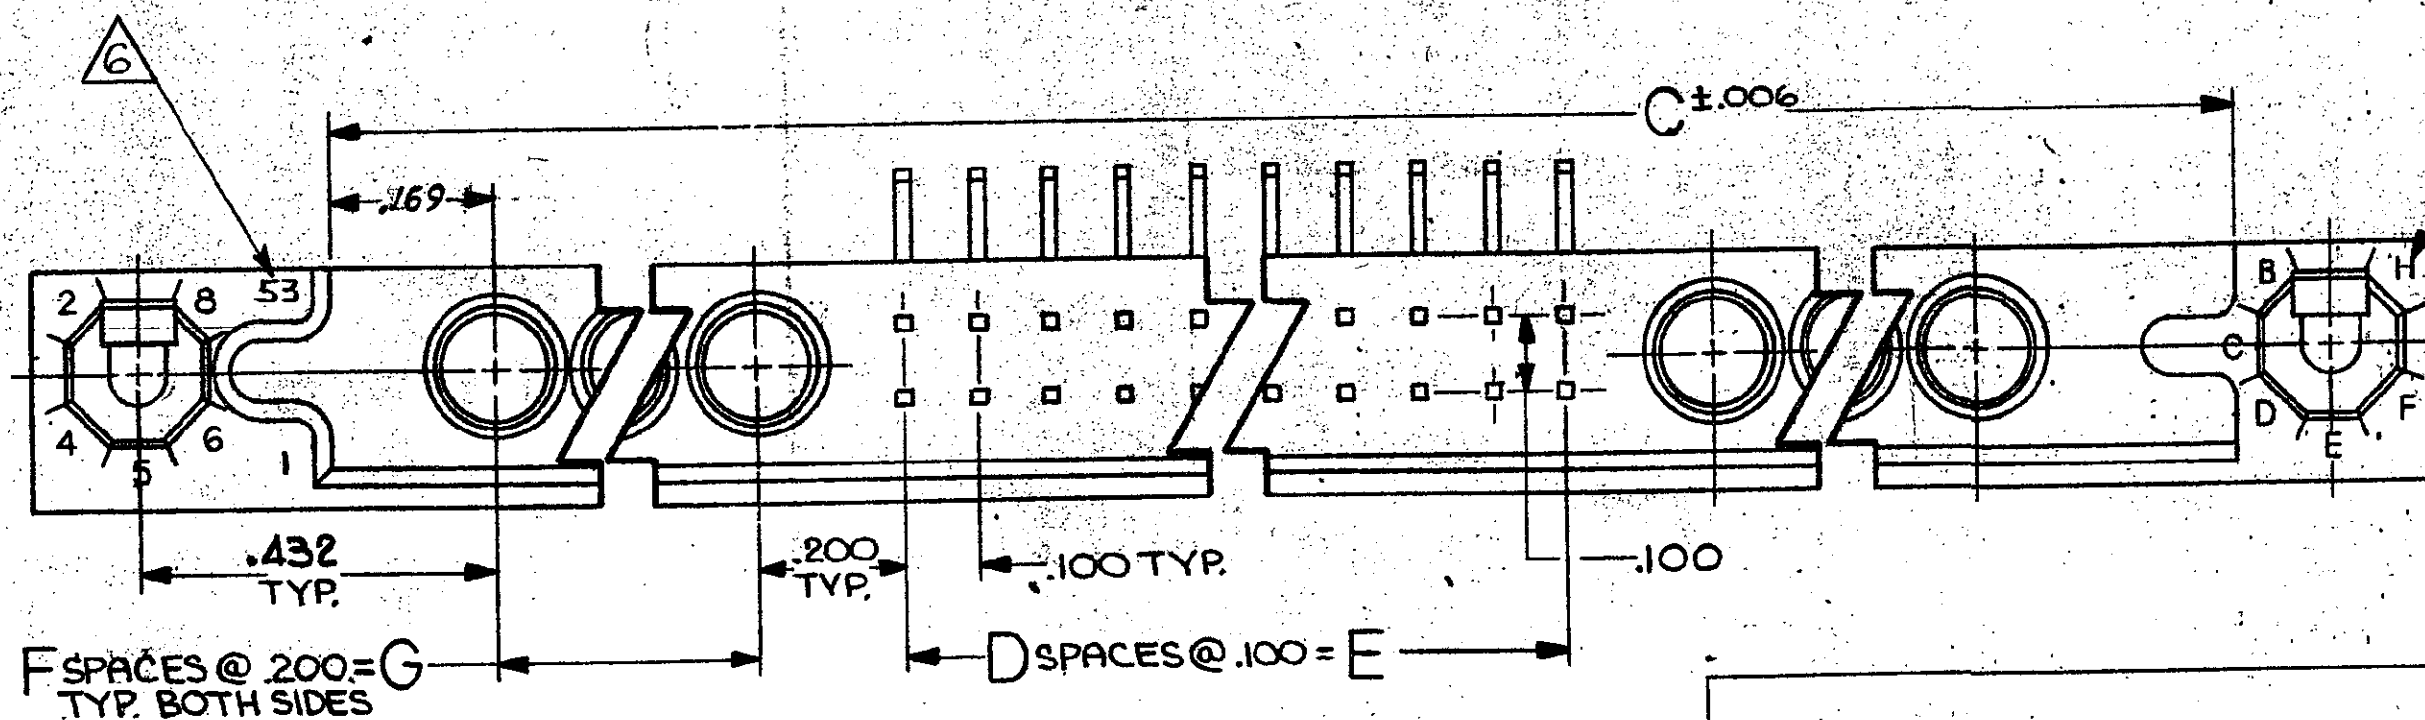 6
C ±.006
.169
2 8 53
B H
C
4 6 1
5
D F
E
.432
TYP.
.200
TYP.
.100 TYP.
.100
F SPACES @ .200 = G
TYP. BOTH SIDES
D SPACES @ .100 = E